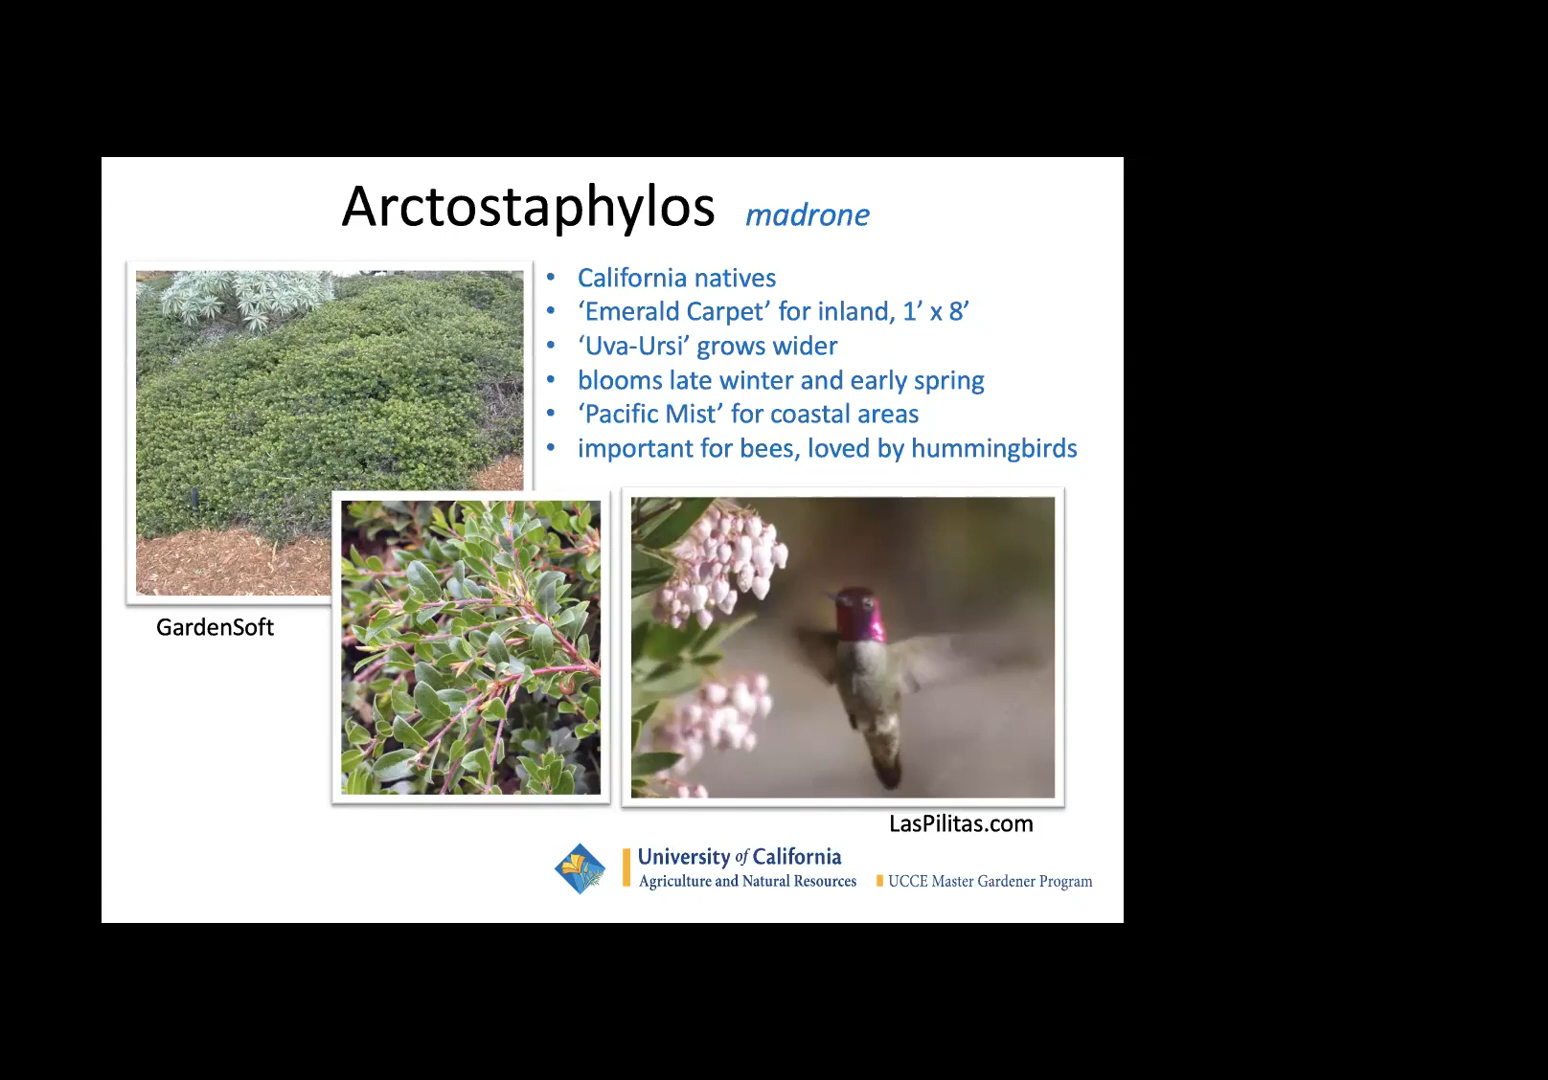 Arctostaphylos madrone
• California natives
• ‘Emerald Carpet’ for inland, 1’ x 8’
• ‘Uva-Ursi’ grows wider
• blooms late winter and early spring
• ‘Pacific Mist’ for coastal areas
• important for bees, loved by hummingbirds
GardenSoft
LasPilitas.com
University of California
Agriculture and Natural Resources UCCE Master Gardener Program